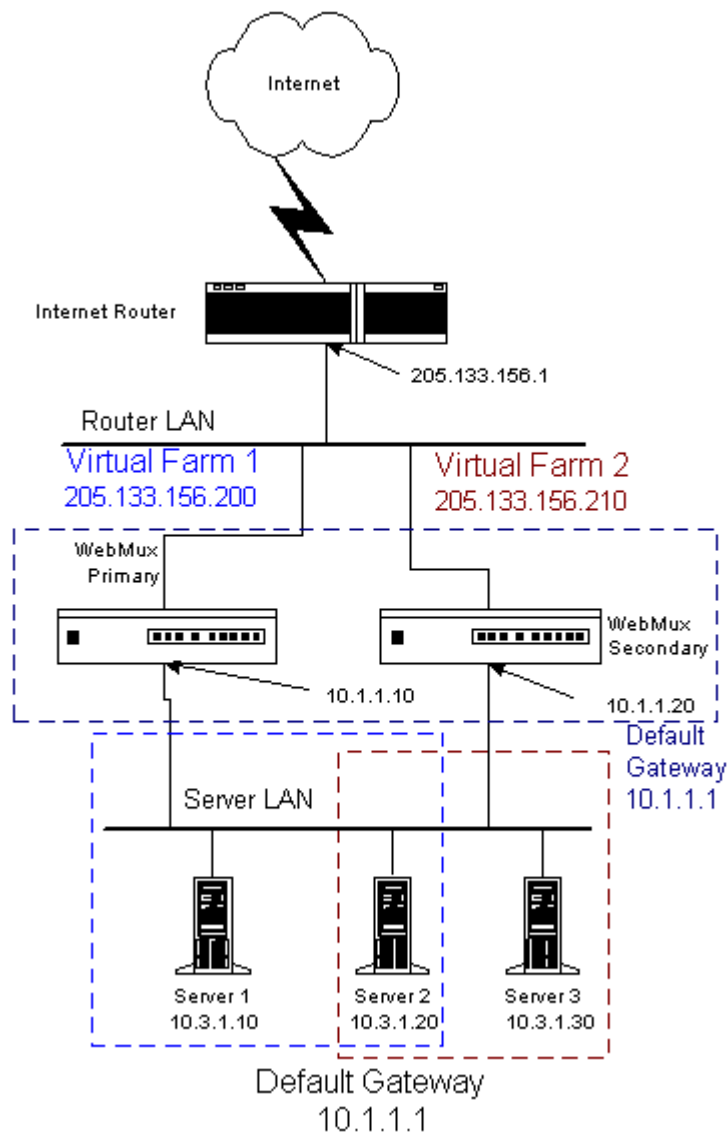 Internet
Internet Router
205.133.156.1
Router LAN
Virtual Farm 1
205.133.156.200
Virtual Farm 2
205.133.156.210
WebMux
Primary
WebMux
Secondary
10.1.1.10
10.1.1.20
Default
Gateway
10.1.1.1
Server LAN
Server 1
10.3.1.10
Server 2
10.3.1.20
Server 3
10.3.1.30
Default Gateway
10.1.1.1